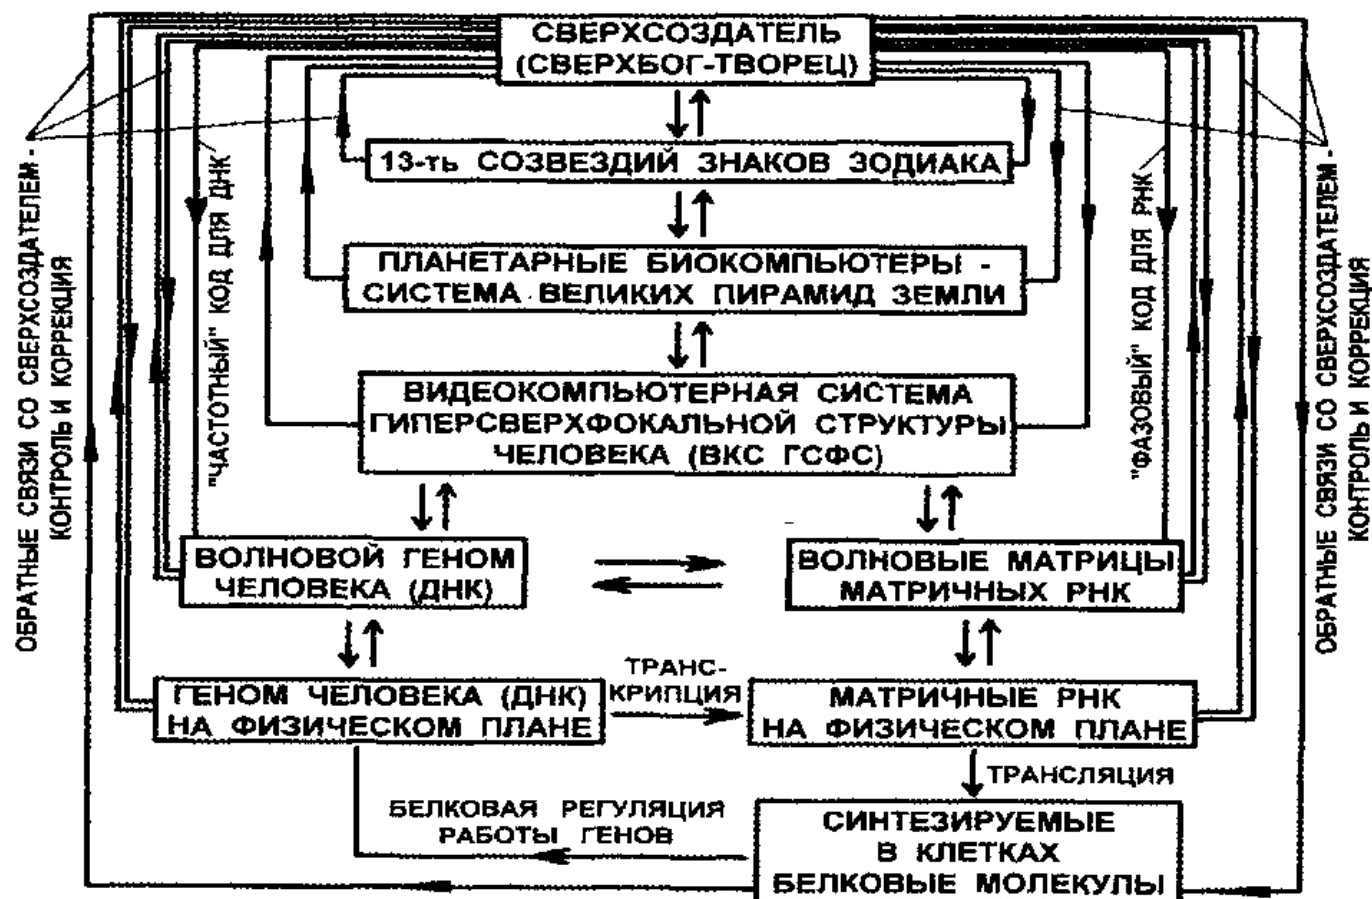 СВЕРХСОЗДАТЕЛЬ
(СВЕРХБОГ-ТВОРЕЦ)
13-ть СОЗВЕЗДИЙ ЗНАКОВ ЗОДИАКА
ПЛАНЕТАРНЫЕ БИОКОМПЬЮТЕРЫ -
СИСТЕМА ВЕЛИКИХ ПИРАМИД ЗЕМЛИ
ВИДЕОКОМПЬЮТЕРНАЯ СИСТЕМА
ГИПЕРСВЕРХФОКАЛЬНОЙ СТРУКТУРЫ
ЧЕЛОВЕКА (ВКС ГСФС)
ОБРАТНЫЕ СВЯЗИ СО СВЕРХСОЗДАТЕЛЕМ -
КОНТРОЛЬ И КОРРЕКЦИЯ
"ЧАСТОТНЫЙ" КОД ДЛЯ ДНК
"ФАЗОВЫЙ" КОД ДЛЯ РНК
ОБРАТНЫЕ СВЯЗИ СО СВЕРХСОЗДАТЕЛЕМ -
КОНТРОЛЬ И КОРРЕКЦИЯ
ВОЛНОВОЙ ГЕНОМ
ЧЕЛОВЕКА (ДНК)
ВОЛНОВЫЕ МАТРИЦЫ
МАТРИЧНЫХ РНК
ГЕНОМ ЧЕЛОВЕКА (ДНК)
НА ФИЗИЧЕСКОМ ПЛАНЕ
ТРАНС-
КРИПЦИЯ
МАТРИЧНЫЕ РНК
НА ФИЗИЧЕСКОМ ПЛАНЕ
ТРАНСЛЯЦИЯ
БЕЛКОВАЯ РЕГУЛЯЦИЯ
РАБОТЫ ГЕНОВ
СИНТЕЗИРУЕМЫЕ
В КЛЕТКАХ
БЕЛКОВЫЕ МОЛЕКУЛЫ